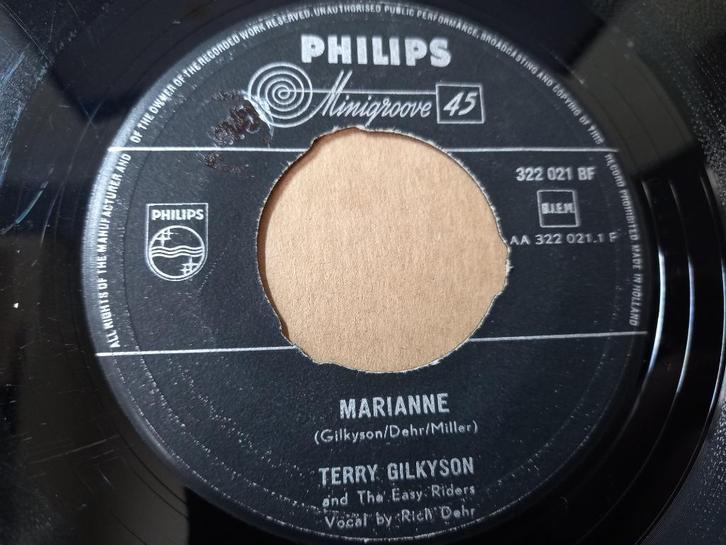 ALL RIGHTS OF THE MANUFACTURER AND OF THE OWNER OF THE RECORDED WORK RESERVED. UNAUTHORISED PUBLIC PERFORMANCE, BROADCASTING AND COPYING OF THIS RECORD PROHIBITED MADE IN HOLLAND
PHILIPS
Minigroove 45
322 021 BF
PHILIPS
B.I.E.M.
AA 322 021.1 F
MARIANNE
(Gilkyson/Dehr/Miller)
TERRY GILKYSON
and The Easy Riders
Vocal by Rich Dehr